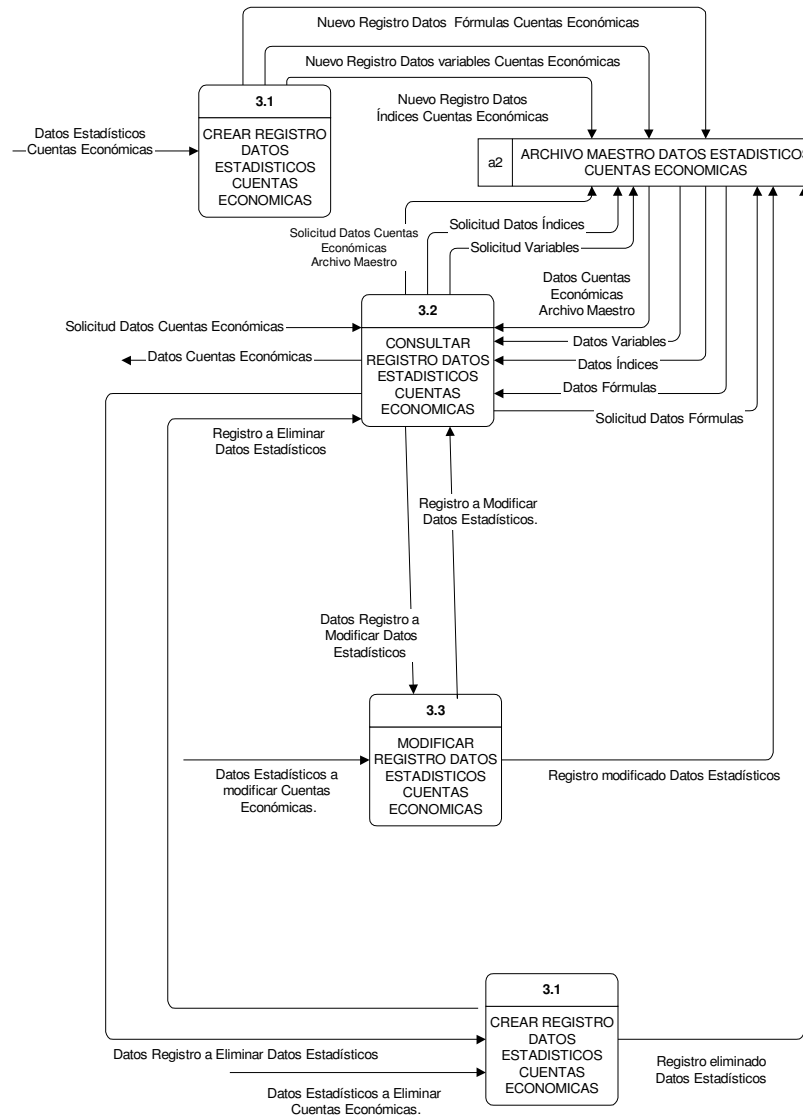 Nuevo Registro Datos Fórmulas Cuentas Económicas
Nuevo Registro Datos variables Cuentas Económicas
3.1
CREAR REGISTRO
DATOS
ESTADISTICOS
CUENTAS
ECONOMICAS
Nuevo Registro Datos
Índices Cuentas Económicas
Datos Estadísticos
Cuentas Económicas
a2
ARCHIVO MAESTRO DATOS ESTADISTICOS
CUENTAS ECONOMICAS
Solicitud Datos Cuentas
Económicas
Archivo Maestro
Solicitud Datos Índices
Solicitud Variables
Datos Cuentas
Económicas
Archivo Maestro
3.2
CONSULTAR
REGISTRO DATOS
ESTADISTICOS
CUENTAS
ECONOMICAS
Solicitud Datos Cuentas Económicas
Datos Cuentas Económicas
Datos Variables
Datos Índices
Datos Fórmulas
Solicitud Datos Fórmulas
Registro a Eliminar
Datos Estadísticos
Registro a Modificar
Datos Estadísticos.
Datos Registro a
Modificar Datos
Estadísticos
3.3
MODIFICAR
REGISTRO DATOS
ESTADISTICOS
CUENTAS
ECONOMICAS
Datos Estadísticos a
modificar Cuentas
Económicas.
Registro modificado Datos Estadísticos
3.1
CREAR REGISTRO
DATOS
ESTADISTICOS
CUENTAS
ECONOMICAS
Datos Registro a Eliminar Datos Estadísticos
Datos Estadísticos a Eliminar
Cuentas Económicas.
Registro eliminado
Datos Estadísticos